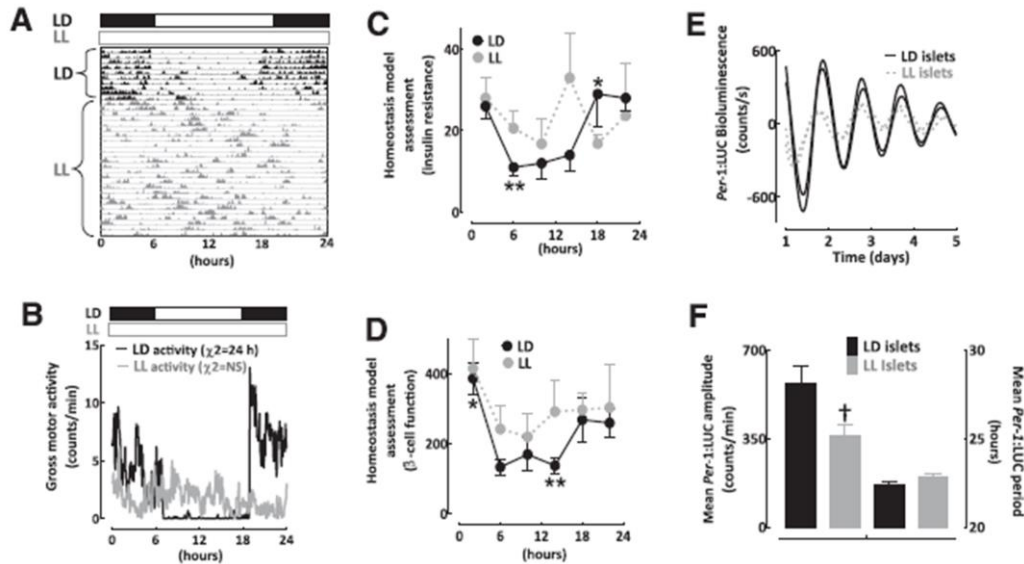 A
LD
LL
LD
LL
0 6 12 18 24
(hours)
B
LD
LL
LD activity (χ2=24 h)
LL activity (χ2=NS)
Gross motor activity
(counts/min)
15
10
5
0
0 6 12 18 24
(hours)
C
LD
LL
Homeostasis model
assessment
(insulin resistance)
40
20
0
*
**
0 6 12 18 24
(hours)
D
LD
LL
Homeostasis model
assessment
(β-cell function)
400
200
0
*
**
0 6 12 18 24
(hours)
E
LD islets
LL islets
Per-1:LUC Bioluminescence
(counts/s)
600
0
-600
1 2 3 4 5
Time (days)
F
LD islets
LL Islets
Mean Per-1:LUC amplitude
(counts/min)
700
350
0
†
30
25
20
Mean Per-1:LUC period
(hours)